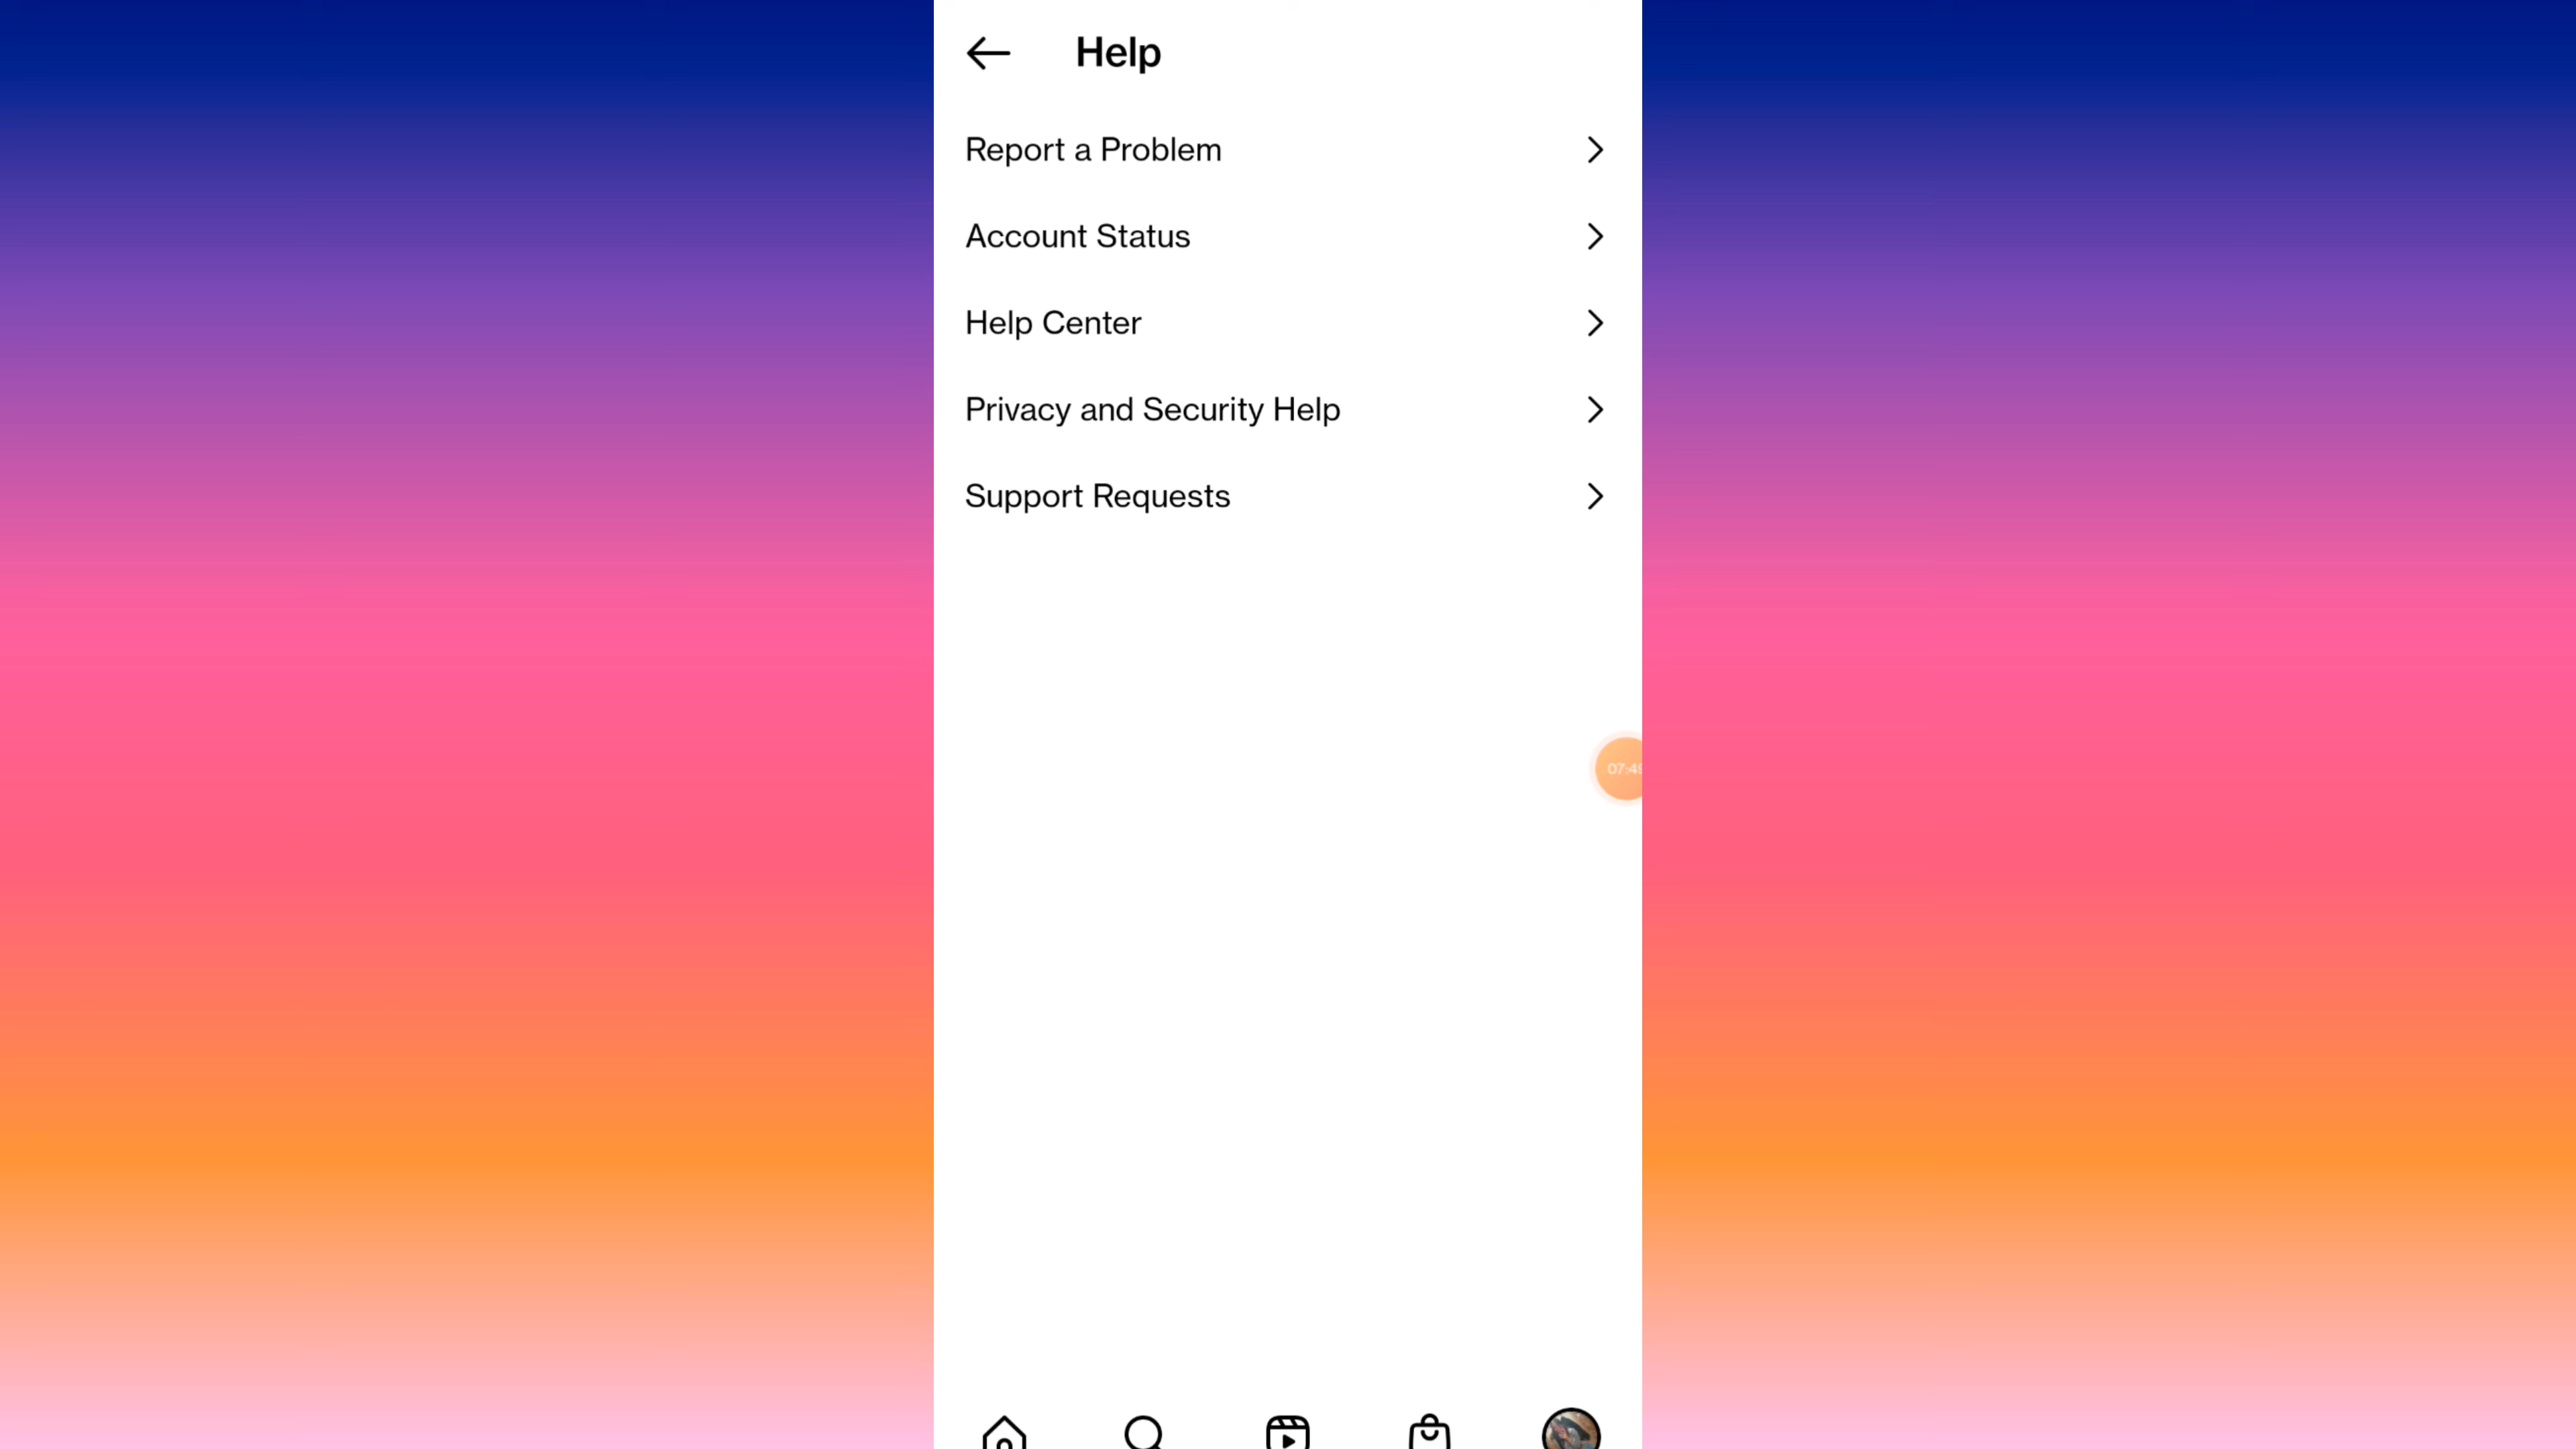 Help
Report a Problem
Account Status
Help Center
Privacy and Security Help
Support Requests